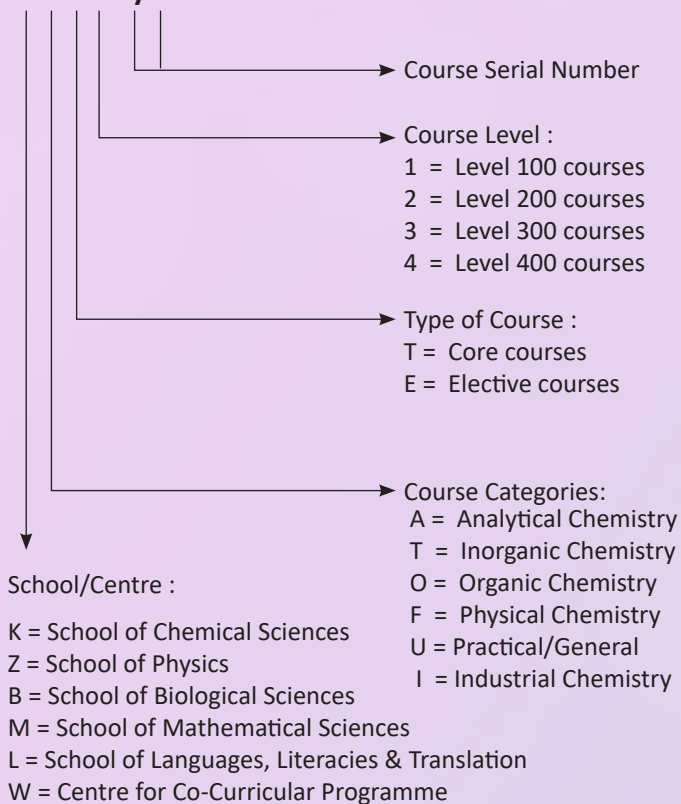 Course Serial Number
Course Level :
1 = Level 100 courses
2 = Level 200 courses
3 = Level 300 courses
4 = Level 400 courses
Type of Course :
T = Core courses
E = Elective courses
Course Categories:
A = Analytical Chemistry
T = Inorganic Chemistry
O = Organic Chemistry
F = Physical Chemistry
U = Practical/General
I = Industrial Chemistry
School/Centre :
K = School of Chemical Sciences
Z = School of Physics
B = School of Biological Sciences
M = School of Mathematical Sciences
L = School of Languages, Literacies & Translation
W = Centre for Co-Curricular Programme